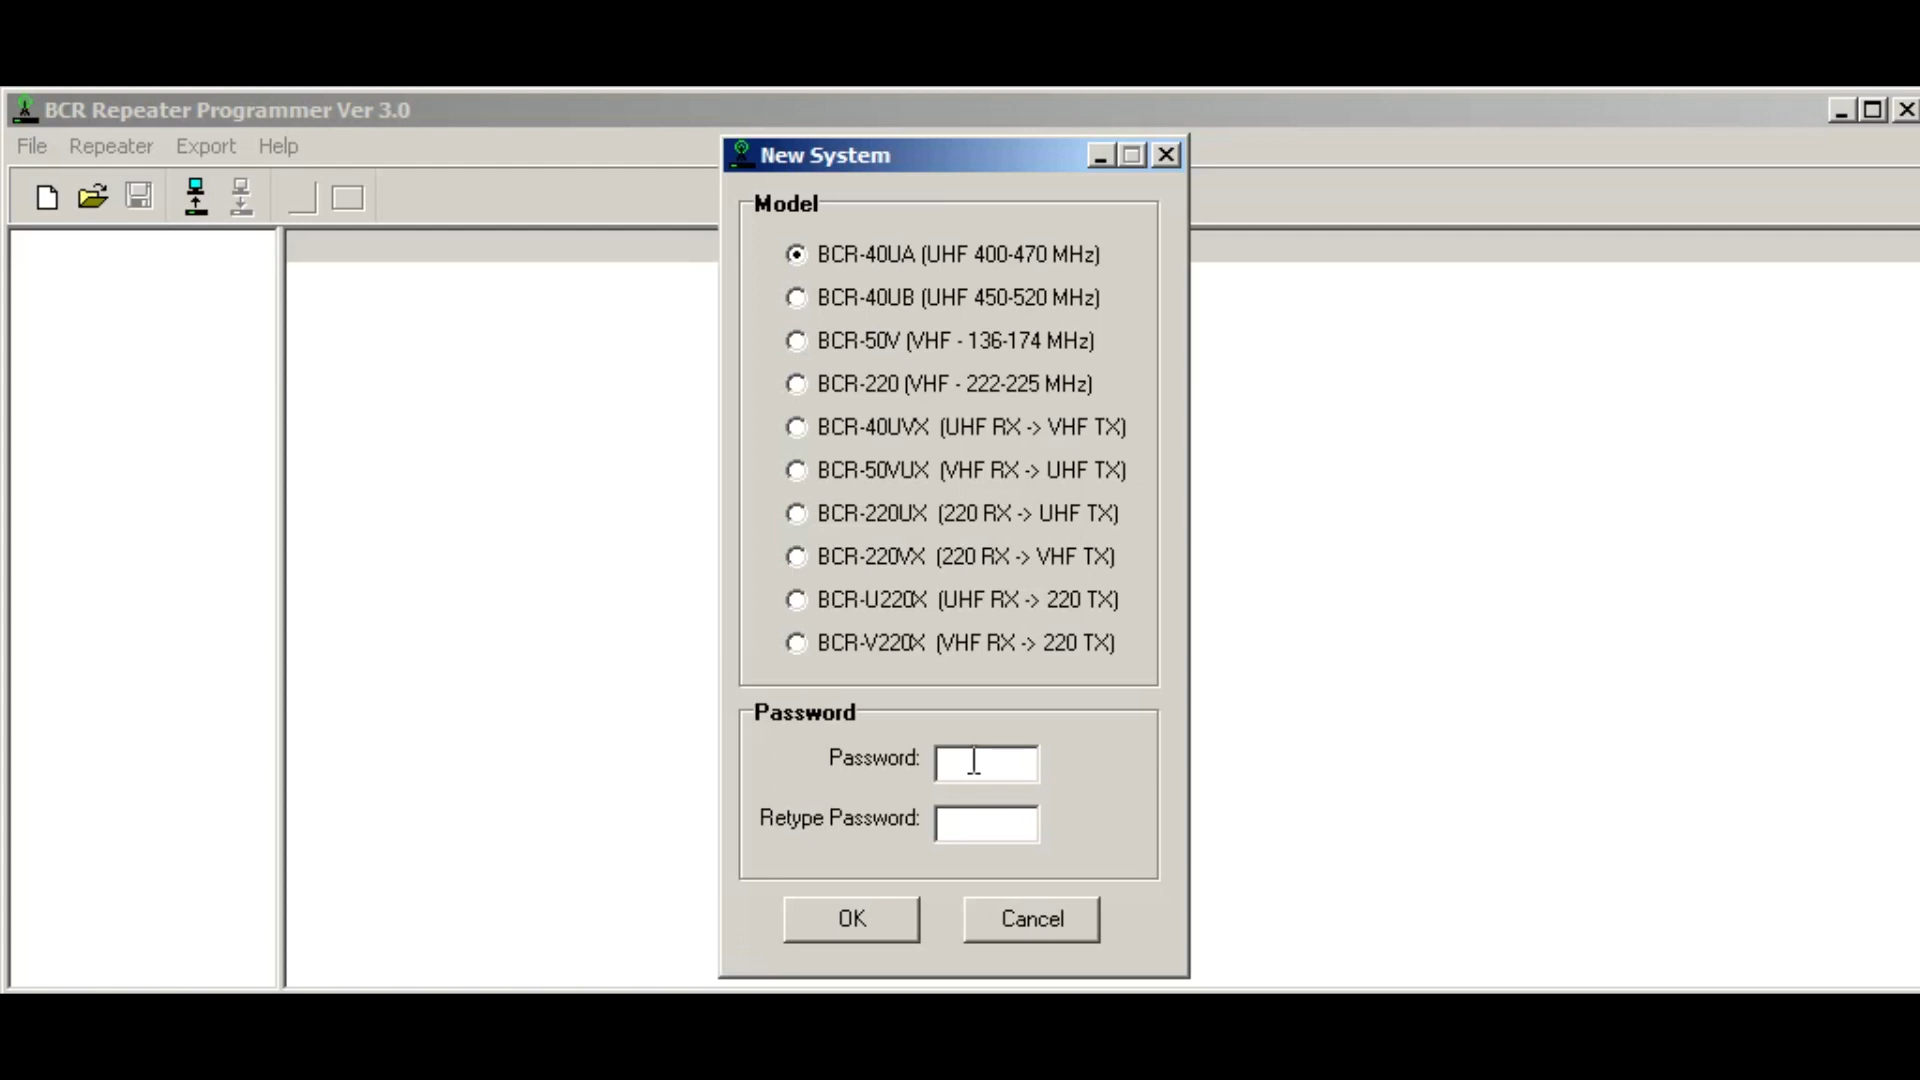 BCR Repeater Programmer Ver 3.0
File Repeater Export Help
New System
Model
BCR-40UA (UHF 400-470 MHz)
BCR-40UB (UHF 450-520 MHz)
BCR-50V (VHF - 136-174 MHz)
BCR-220 (VHF - 222-225 MHz)
BCR-40UVX (UHF RX -> VHF TX)
BCR-50VUX (VHF RX -> UHF TX)
BCR-220UX (220 RX -> UHF TX)
BCR-220VX (220 RX -> VHF TX)
BCR-U220X (UHF RX -> 220 TX)
BCR-V220X (VHF RX -> 220 TX)
Password
Password:
Retype Password:
OK Cancel